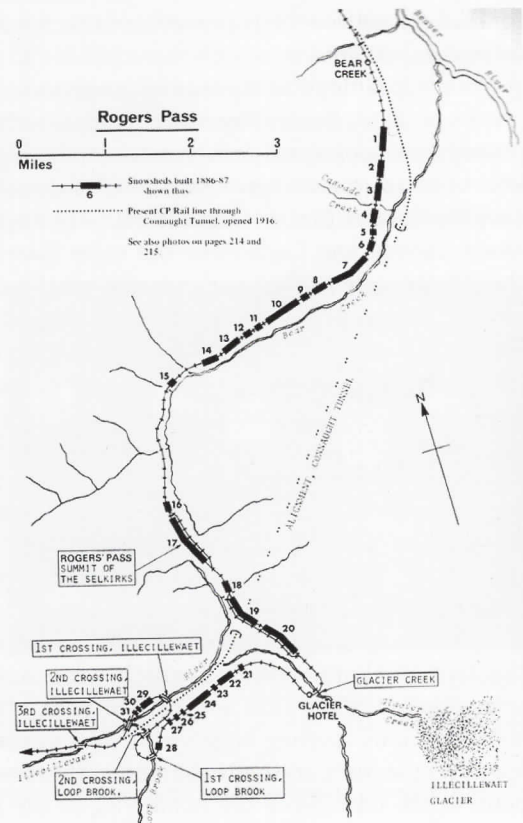 Rogers Pass
0 1 2 3
Miles
6
Snowsheds built 1886-87
shown thus
Present CP Rail line through
Connaught Tunnel, opened 1916.
See also photos on pages 214 and
215.
Beaver
River
BEAR
CREEK
1
2
3
Cascade
Creek
4
5
6
7
8
9
10
11
12
13
14
15
Bear
Creek
ALIGNMENT, CONNAUGHT TUNNEL
N
16
17
ROGERS' PASS
SUMMIT OF
THE SELKIRKS
18
19
20
1ST CROSSING, ILLECILLEWAET
River
2ND CROSSING,
ILLECILLEWAET
3RD CROSSING,
ILLECILLEWAET
21
22
23
24
25
26
27
28
29
30
31
GLACIER CREEK
GLACIER
HOTEL
Glacier
Creek
Illecillewaet
2ND CROSSING,
LOOP BROOK.
1ST CROSSING,
LOOP BROOK
Loop
Brook
ILLECILLEWAET
GLACIER